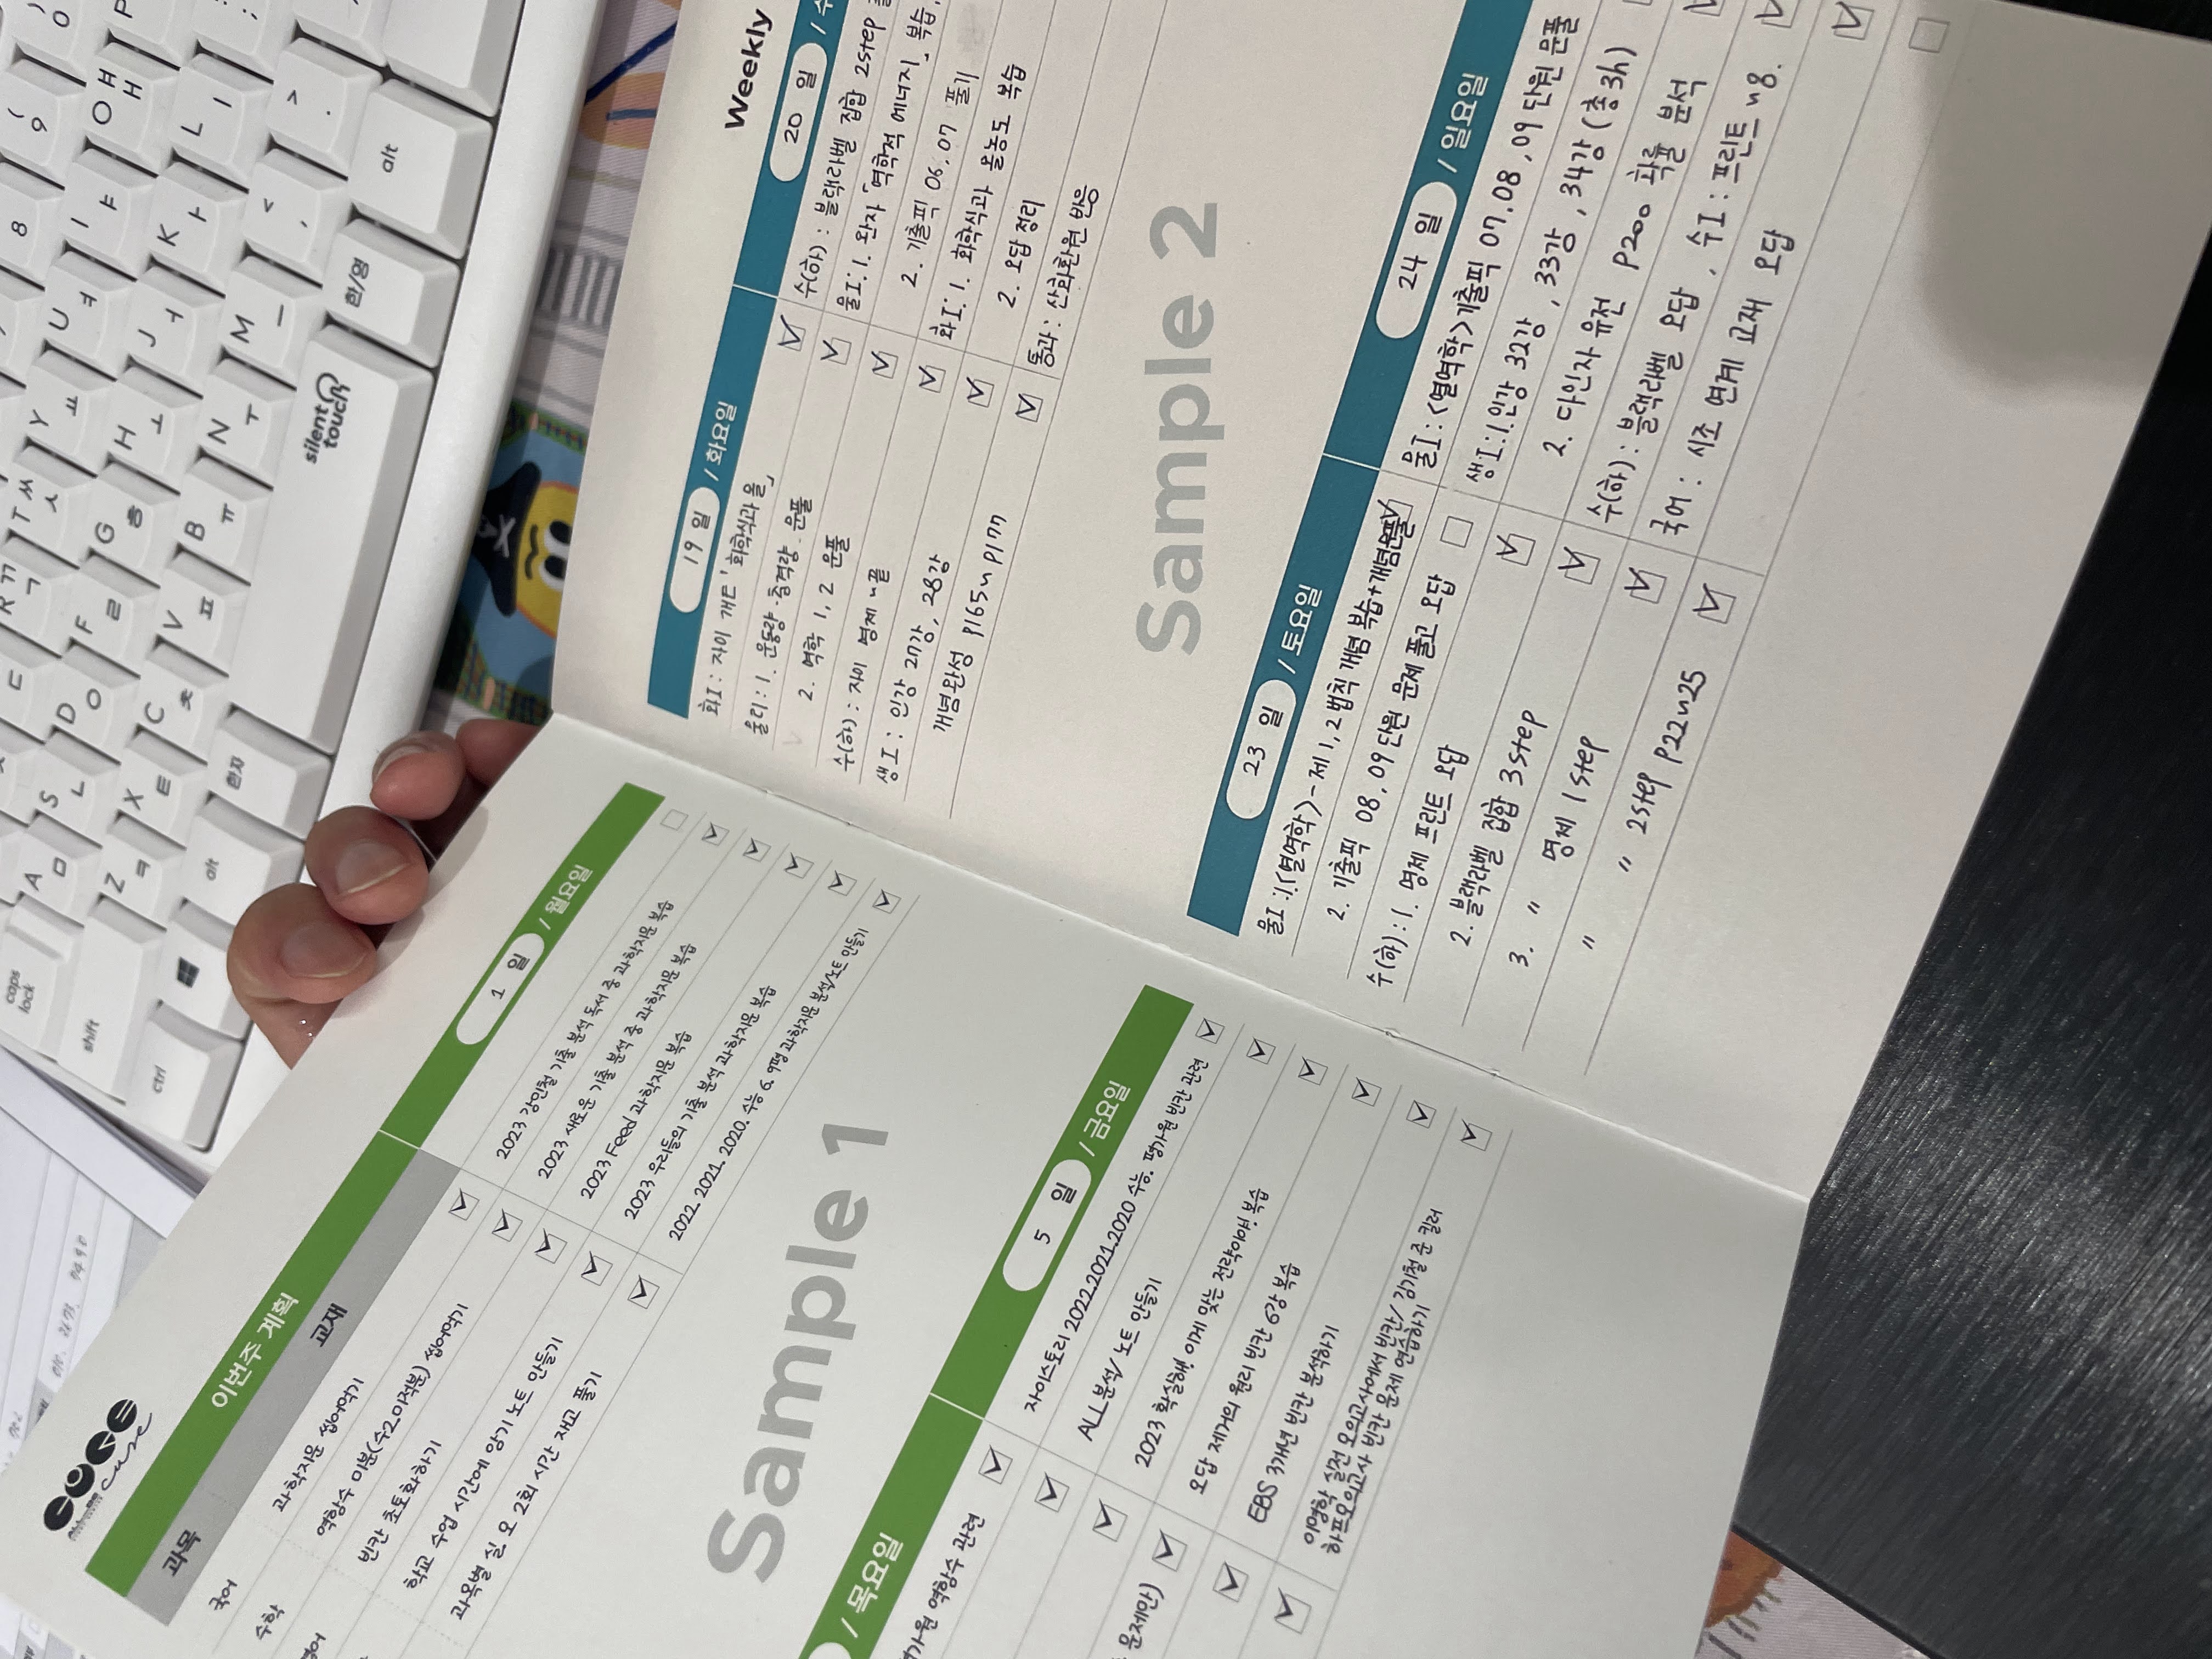 이번주 계획
과목
교재
국어
과학지문 씹어먹기
수학
역함수 미분(수2.미적분) 씹어먹기
빈칸 초토화하기
학교 수업 시간에 암기 노트 만들기
과목별 실 모 2회 시간 재고 풀기
1 일 / 월요일
2023 강민철 기출 분석 독서 중 과학지문 복습
2023 새로운 기출 분석 중 과학지문 복습
2023 Feed 과학지문 복습
2023 우리들의 기출 분석 과학지문 복습
2022. 2021. 2020. 수능 6. 9평 과학지문 분석/노트 만들기
Sample 1
/ 목요일
평가원 역함수 관련
문제만)
5 일 / 금요일
자이스토리 2022.2021.2020 수능. 평가원 빈칸 관련
ALL 분석/ 노트 만들기
2023 확실해! 이게 맞는 전략이야! 복습
오답 제거의 원리 빈칸 6강 복습
EBS 3개년 빈칸 분석하기
이명학 실전 모의고사에서 빈칸/ 김기철 준 킬러
하프모의고사 빈칸 문제 연습하기
Weekly
19 일 / 화요일
화I : 자이 개E「화학식과 몰」
물리 : 1. 운동량·충격량 문풀
2. 역학 1, 2 문풀
수(하) : 자이 명제 ~끝
생I : 인강 27강, 28강
개념완성 p165~p177
20 일 / 수
수(하) : 블랙라벨 집합 2step
물I : 1. 완자「역학적 에너지」복습,
2. 기출픽 06, 07 풀기
화I : 1. 화학식과 몰농도 복습
2. 오답 정리
통과 : 산화환원 반응
Sample 2
23 일 / 토요일
물I : 1.<열역학>-제 1, 2법칙 개념 복습+개념문풀
2. 기출픽 08, 09 단원 문제 풀고 오답
수(하) : 1. 명제 프린트 오답
2. 블랙라벨 집합 3step
3. 〃 명제 1step
〃 〃 2step p22~25
24 일 / 일요일
물I : <열역학>기출픽 07, 08, 09 단원 문풀
생I : 1.인강 32강, 33강, 34강 (총3h)
2. 다인자 유전 p200 확률 분석
수(하) : 블랙라벨 오답, 수I : 프린트 ~8.
국어 : 시조 연계 교재 오답
caps lock
A ㅁ
S ㄴ
D ㅇ
F ㄹ
G ㅎ
H ㅗ
J ㅓ
K ㅏ
L ㅣ
shift
Z ㅋ
X ㅌ
C ㅊ
V ㅍ
B ㅠ
N ㅜ
M ㅡ
< ,
> .
ctrl
alt
한자
silent touch
한/영
alt
R ㄲ ㄱ
T ㅆ ㅅ
Y ㅛ
U ㅕ
I ㅑ
O ㅒ ㅐ
P
8
( 9
) 0